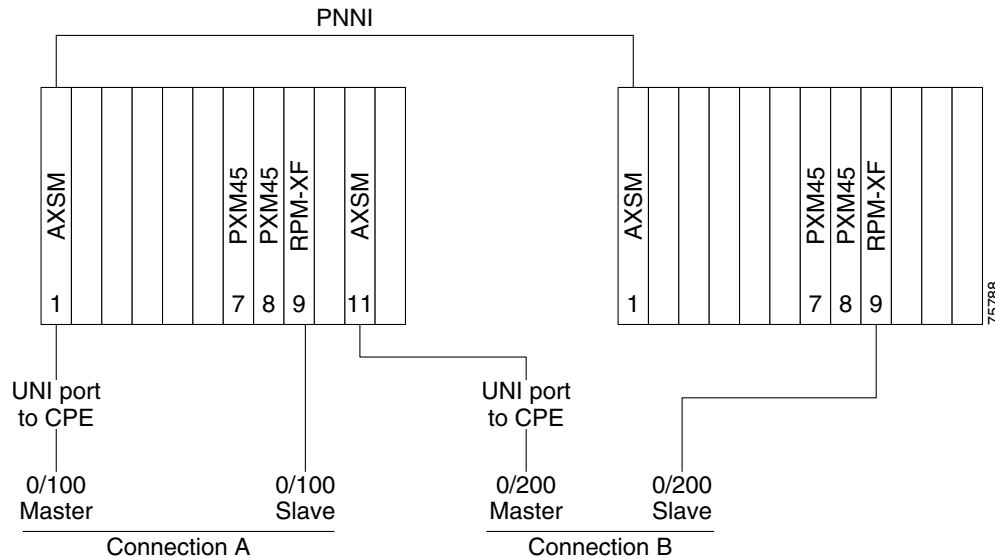 PNNI
AXSM
PXM45
PXM45
RPM-XF
AXSM
1
7
8
9
11
AXSM
PXM45
PXM45
RPM-XF
1
7
8
9
75788
UNI port
to CPE
UNI port
to CPE
0/100
Master
0/100
Slave
0/200
Master
0/200
Slave
Connection A
Connection B